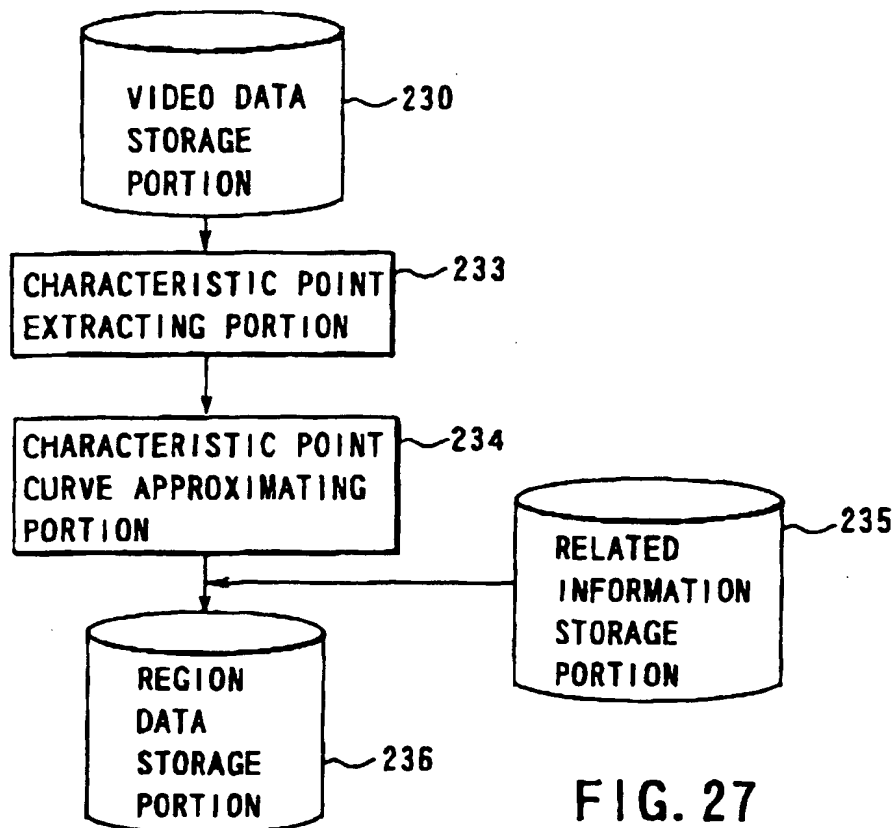 VIDEO DATA
STORAGE
PORTION
230
CHARACTERISTIC POINT
EXTRACTING PORTION
233
CHARACTERISTIC POINT
CURVE APPROXIMATING
PORTION
234
RELATED
INFORMATION
STORAGE
PORTION
235
REGION
DATA
STORAGE
PORTION
236
FIG. 27